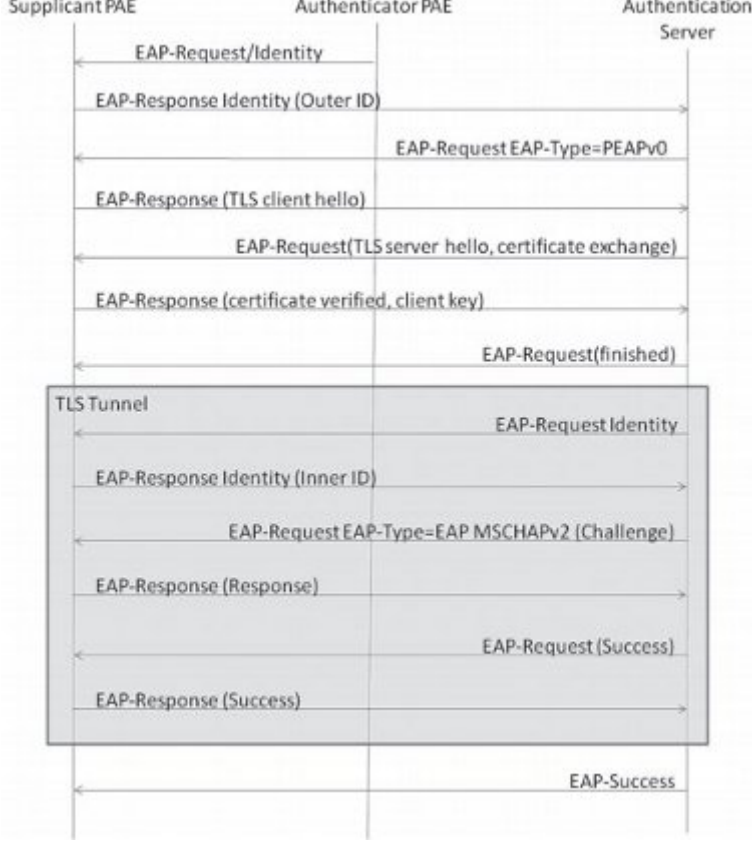 Supplicant PAE
Authenticator PAE
Authentication
Server
EAP-Request/Identity
EAP-Response Identity (Outer ID)
EAP-Request EAP-Type=PEAPv0
EAP-Response (TLS client hello)
EAP-Request(TLS server hello, certificate exchange)
EAP-Response (certificate verified, client key)
EAP-Request(finished)
TLS Tunnel
EAP-Request Identity
EAP-Response Identity (Inner ID)
EAP-Request EAP-Type=EAP MSCHAPv2 (Challenge)
EAP-Response (Response)
EAP-Request (Success)
EAP-Response (Success)
EAP-Success